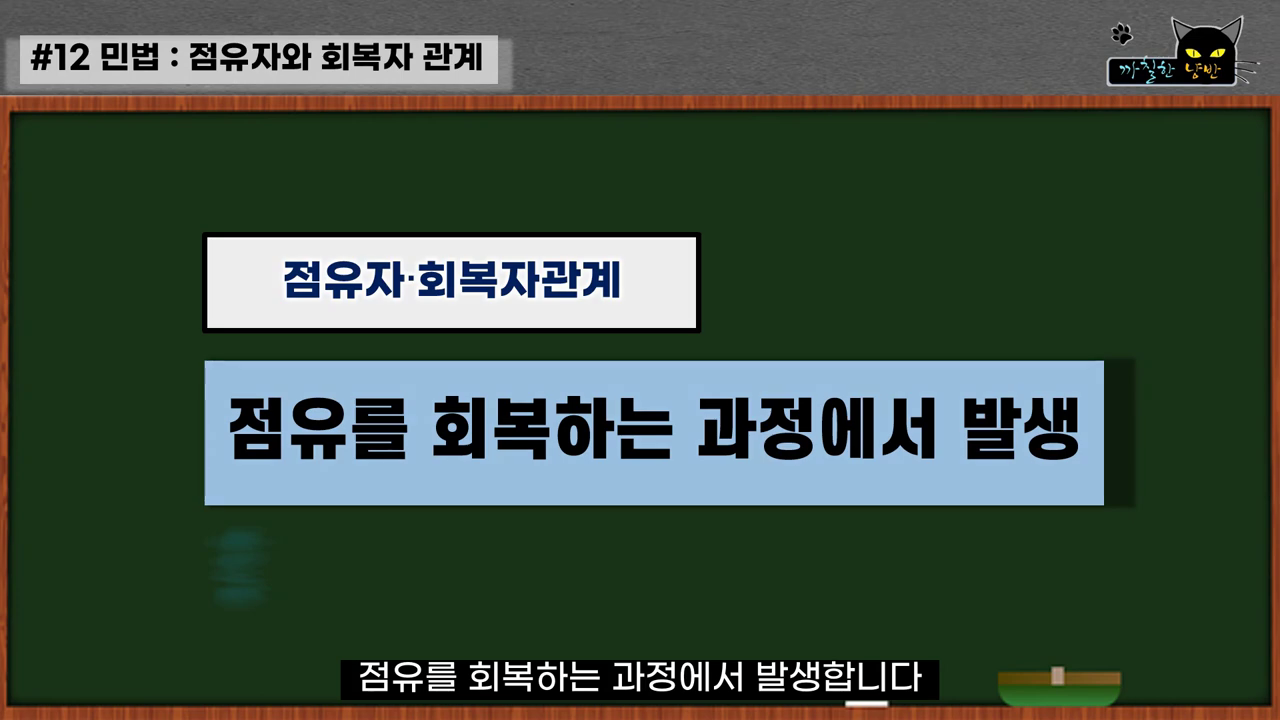 #12 민법 : 점유자와 회복자 관계
까칠한 냥반
점유자·회복자관계
점유를 회복하는 과정에서 발생
점유를 회복하는 과정에서 발생합니다